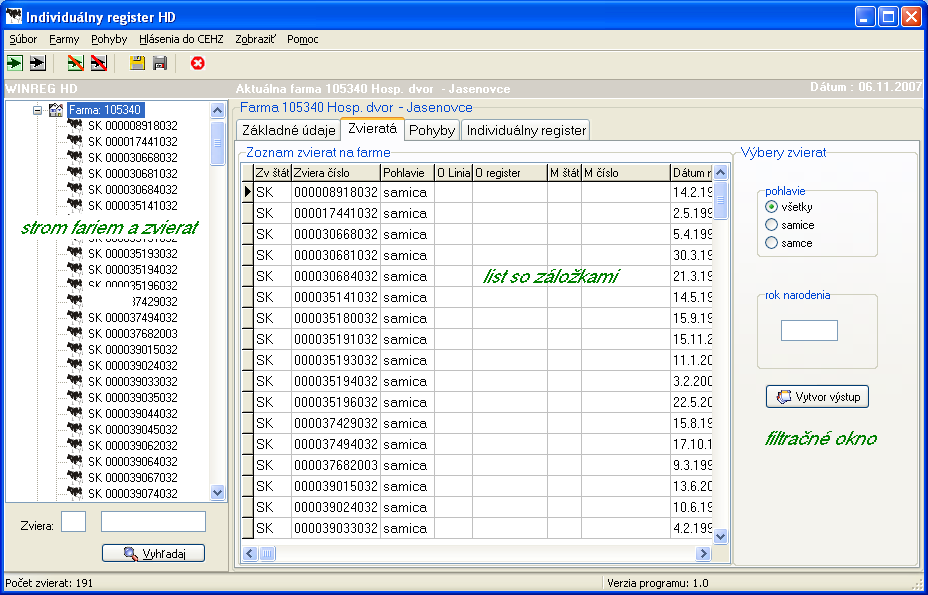 Individuálny register HD
Súbor Farmy Pohyby Hlásenia do CEHZ Zobraziť Pomoc
WINREG HD
Aktuálna farma 105340 Hosp. dvor - Jasenovce
Dátum : 06.11.2007
Farma: 105340
SK 000008918032
SK 000017441032
SK 000030668032
SK 000030681032
SK 000030684032
SK 000035141032
strom fariem a zvierat
SK 000035193032
SK 000035194032
SK 000035196032
37429032
SK 000037494032
SK 000037682003
SK 000039015032
SK 000039024032
SK 000039033032
SK 000039035032
SK 000039044032
SK 000039045032
SK 000039062032
SK 000039064032
SK 000039067032
SK 000039074032
Zviera:
Vyhľadaj
Farma 105340 Hosp. dvor - Jasenovce
Základné údaje Zvieratá Pohyby Individuálny register
Zoznam zvierat na farme
Zv štát Zviera číslo Pohlavie O Linia O register M štát M číslo Dátum n
SK 000008918032 samica 14.2.19
SK 000017441032 samica 2.5.199
SK 000030668032 samica 5.4.199
SK 000030681032 samica 30.3.19
SK 000030684032 samica 21.3.19
list so záložkami
SK 000035141032 samica 14.5.19
SK 000035180032 samica 15.9.19
SK 000035191032 samica 15.11.2
SK 000035193032 samica 11.1.20
SK 000035194032 samica 3.2.200
SK 000035196032 samica 22.5.20
SK 000037429032 samica 15.8.19
SK 000037494032 samica 17.10.1
SK 000037682003 samica 9.3.199
SK 000039015032 samica 13.6.20
SK 000039024032 samica 10.6.19
SK 000039033032 samica 4.2.199
Výbery zvierat
pohlavie
všetky
samice
samce
rok narodenia
Vytvor výstup
filtračné okno
Počet zvierat: 191
Verzia programu: 1.0